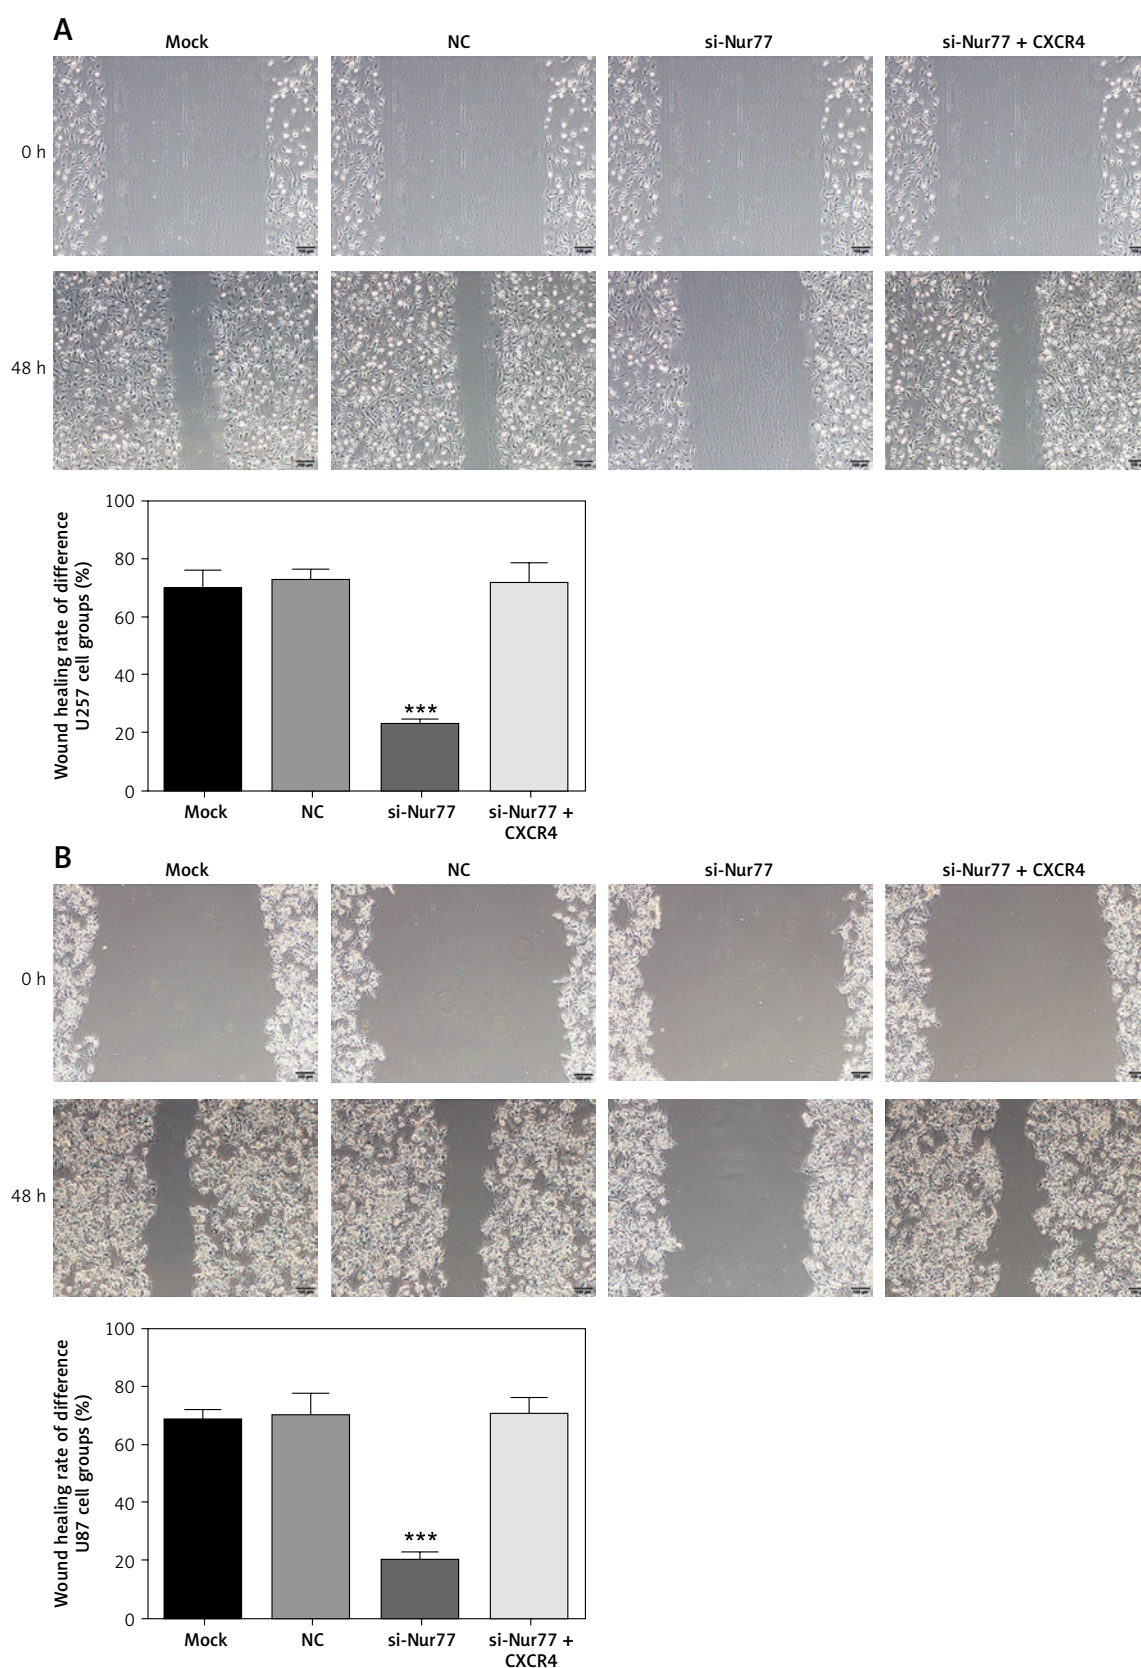 A
Mock NC si-Nur77 si-Nur77 + CXCR4
0 h
48 h
Wound healing rate of difference
U257 cell groups (%)
100
80
60
40
20
0
***
Mock NC si-Nur77 si-Nur77 +
CXCR4
B
Mock NC si-Nur77 si-Nur77 + CXCR4
0 h
48 h
Wound healing rate of difference
U87 cell groups (%)
100
80
60
40
20
0
***
Mock NC si-Nur77 si-Nur77 +
CXCR4